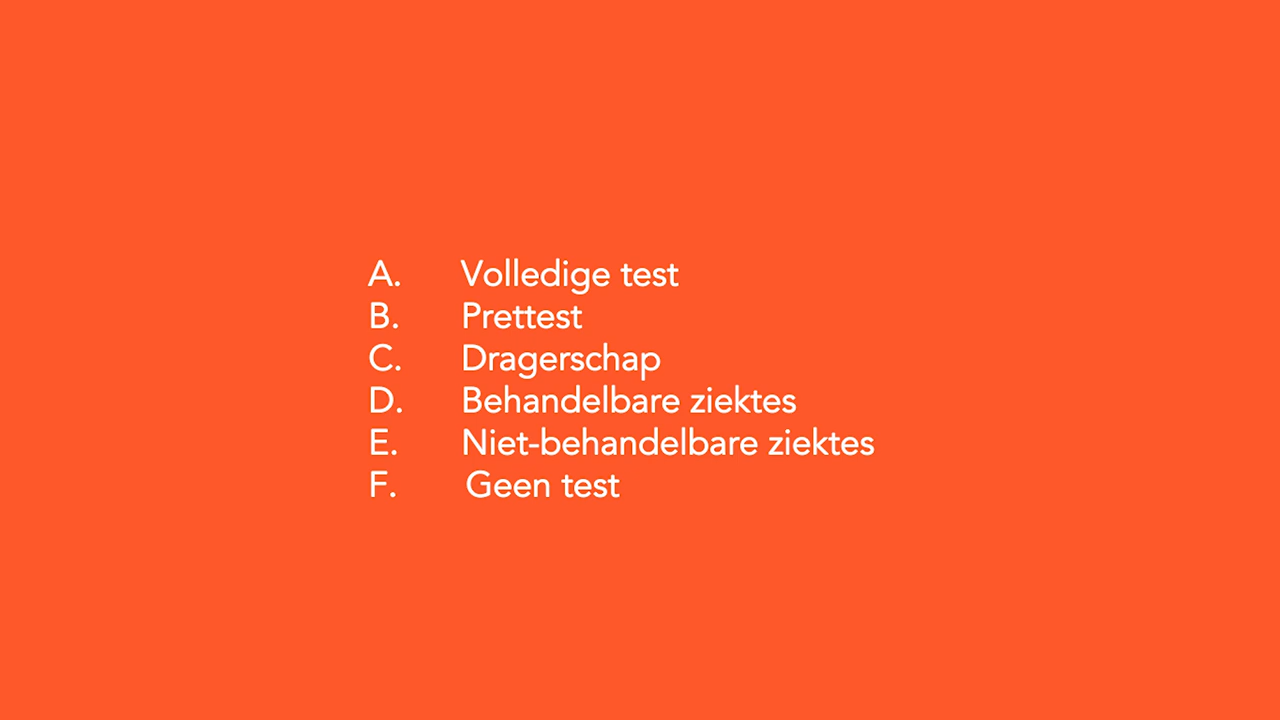 A. Volledige test
B. Prettest
C. Dragerschap
D. Behandelbare ziektes
E. Niet-behandelbare ziektes
F. Geen test